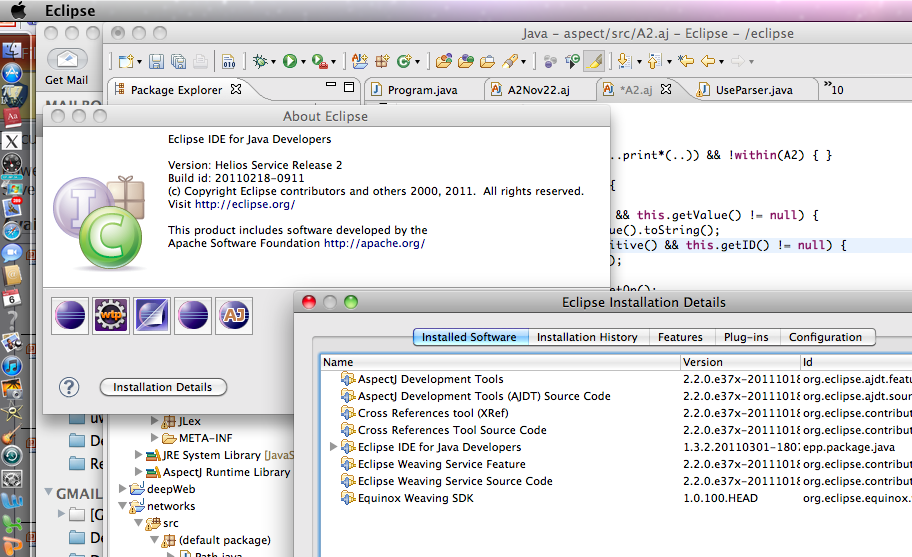 Eclipse
Java – aspect/src/A2.aj – Eclipse – /eclipse
Get Mail
Package Explorer
Program.java
A2Nov22.aj
*A2.aj
UseParser.java
»10
MAILBO
About Eclipse
Eclipse IDE for Java Developers
Version: Helios Service Release 2
Build id: 20110218-0911
(c) Copyright Eclipse contributors and others 2000, 2011.  All rights reserved.
Visit http://eclipse.org/
This product includes software developed by the
Apache Software Foundation http://apache.org/
..print*(..)) && !within(A2) { }
{
&& this.getValue() != null) {
ue().toString();
itive() && this.getID() != null) {
);
etOp();
wtp
AJ
Installation Details
Eclipse Installation Details
Installed Software
Installation History
Features
Plug-ins
Configuration
Name
Version
Id
AspectJ Development Tools
2.2.0.e37x-2011101
org.eclipse.ajdt.featu
AspectJ Development Tools (AJDT) Source Code
2.2.0.e37x-2011101
org.eclipse.ajdt.sour
Cross References tool (XRef)
2.2.0.e37x-2011101
org.eclipse.contribut
Cross References Tool Source Code
2.2.0.e37x-2011101
org.eclipse.contribut
Eclipse IDE for Java Developers
1.3.2.20110301-180
epp.package.java
Eclipse Weaving Service Feature
2.2.0.e37x-2011101
org.eclipse.contribut
Eclipse Weaving Service Source Code
2.2.0.e37x-2011101
org.eclipse.contribut
Equinox Weaving SDK
1.0.100.HEAD
org.eclipse.equinox.
JLex
META-INF
JRE System Library [JavaS
AspectJ Runtime Library
deepWeb
networks
src
(default package)
Path.java
De
Re
GMAIL
[G
De